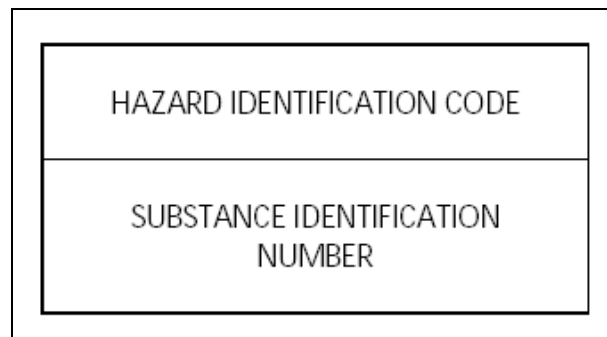 HAZARD IDENTIFICATION CODE
SUBSTANCE IDENTIFICATION
NUMBER